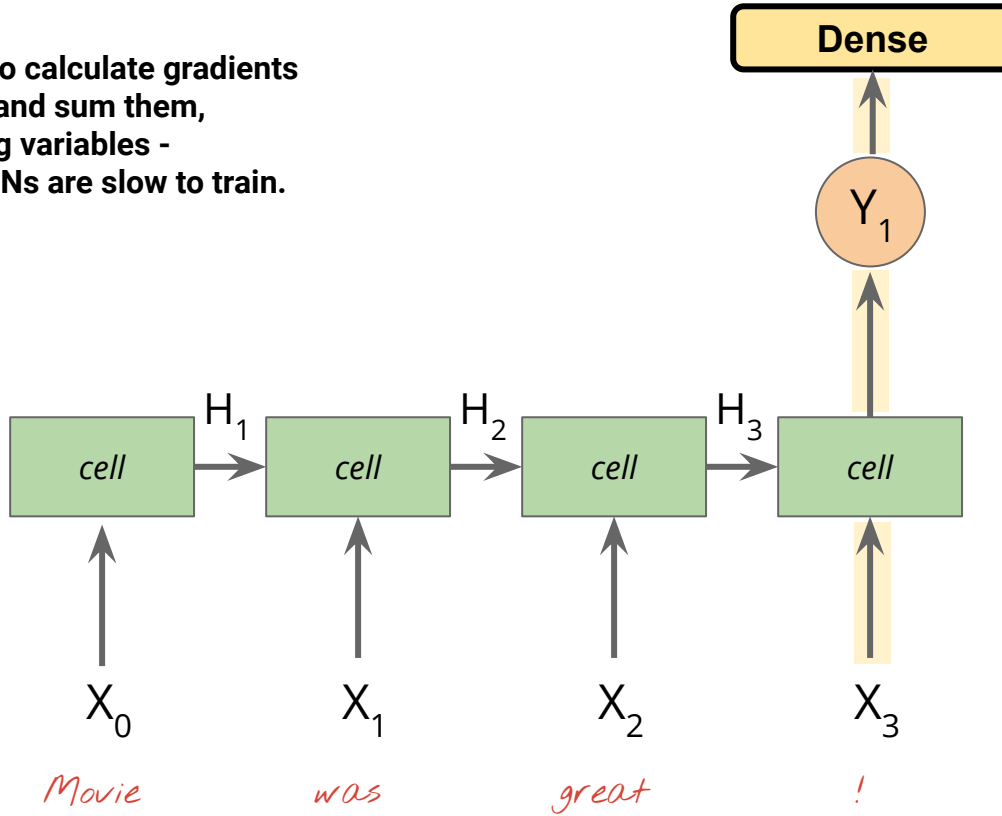 o calculate gradients
and sum them,
g variables -
Ns are slow to train.
Dense
Y₁
H₁ H₂ H₃
cell cell cell cell
X₀ X₁ X₂ X₃
Movie was great !